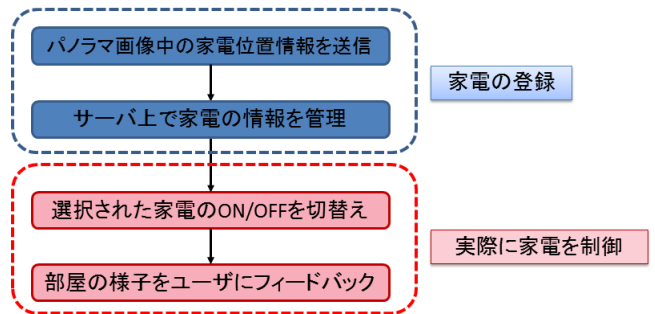 パノラマ画像中の家電位置情報を送信
家電の登録
サーバ上で家電の情報を管理
選択された家電のON/OFFを切替え
実際に家電を制御
部屋の様子をユーザにフィードバック